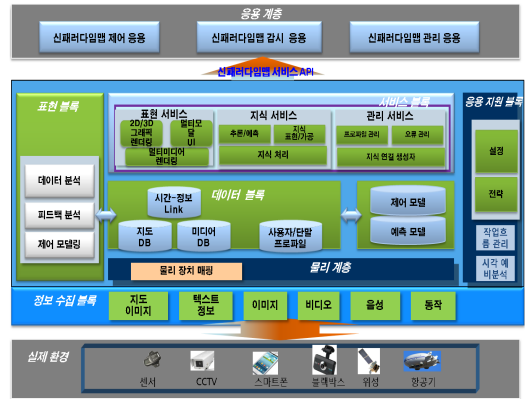 응용 계층
신패러다임맵 제어 응용
신패러다임맵 감시 응용
신패러다임맵 관리 응용
신패러다임맵 서비스 API
표현 블록
서비스 블록
응용 지원 블록
표현 서비스
지식 서비스
관리 서비스
2D/3D
그래픽
렌더링
멀티모
달
UI
멀티미디어
렌더링
추론/예측
지식
표현/가공
지식 처리
프로파일 관리
오류 관리
지식 연결 생성자
설정
전략
작업흐
름 관리
시각 예
비분석
데이터 분석
피드백 분석
제어 모델링
데이터 블록
시간-정보
Link
지도
DB
미디어
DB
사용자/단말
프로파일
제어 모델
예측 모델
물리 장치 매핑
물리 계층
정보 수집 블록
지도
이미지
텍스트
정보
이미지
비디오
음성
동작
실제 환경
센서
CCTV
스마트폰
블랙박스
위성
항공기